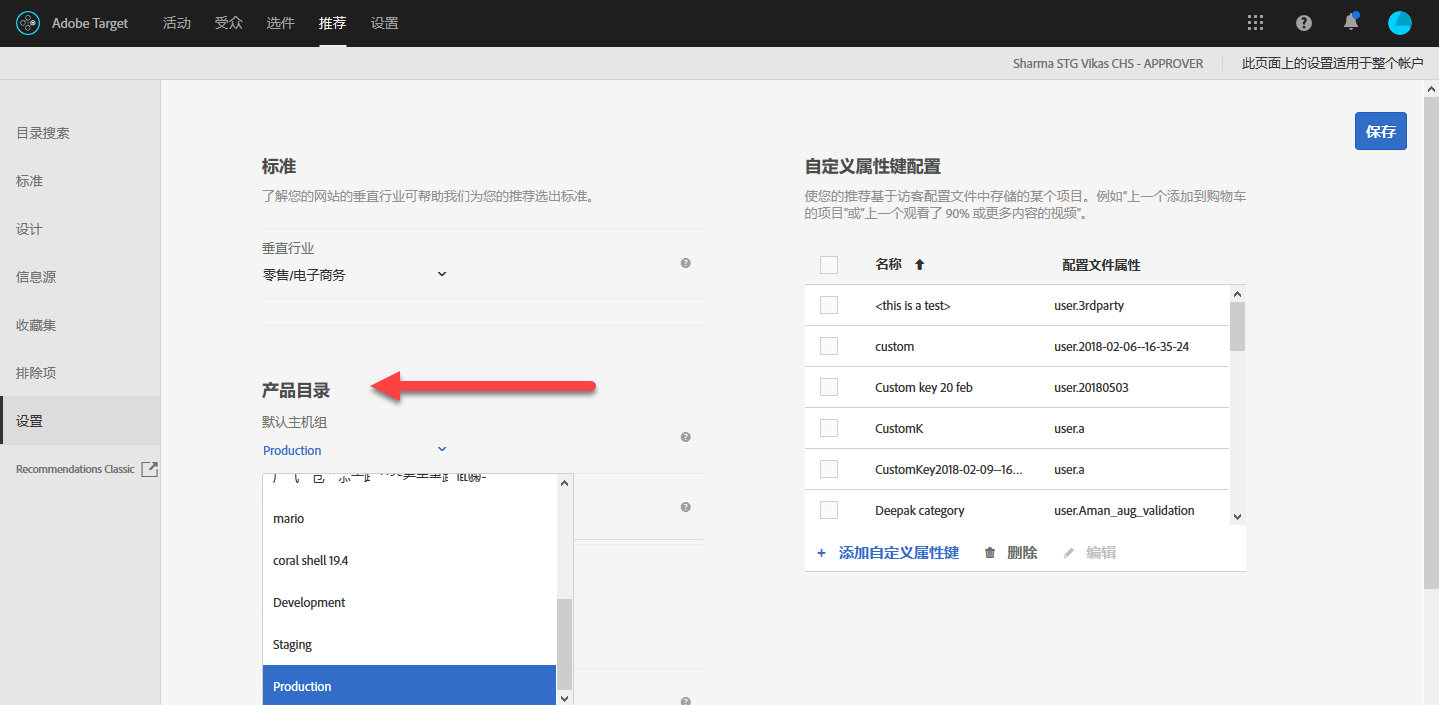 Adobe Target
活动
受众
选件
推荐
设置
Sharma STG Vikas CHS - APPROVER
此页面上的设置适用于整个帐户
目录搜索
标准
设计
信息源
收藏集
排除项
设置
Recommendations Classic
保存
标准
了解您的网站的垂直行业可帮助我们为您的推荐选出标准。
垂直行业
零售/电子商务
产品目录
默认主机组
Production
mario
coral shell 19.4
Development
Staging
Production
自定义属性键配置
使您的推荐基于访客配置文件中存储的某个项目。例如“上一个添加到购物车
的项目”或“上一个观看了 90% 或更多内容的视频”。
名称 配置文件属性
<this is a test> user.3rdparty
custom user.2018-02-06--16-35-24
Custom key 20 feb user.20180503
CustomK user.a
CustomKey2018-02-09--16... user.a
Deepak category user.Aman_aug_validation
+ 添加自定义属性键 删除 编辑